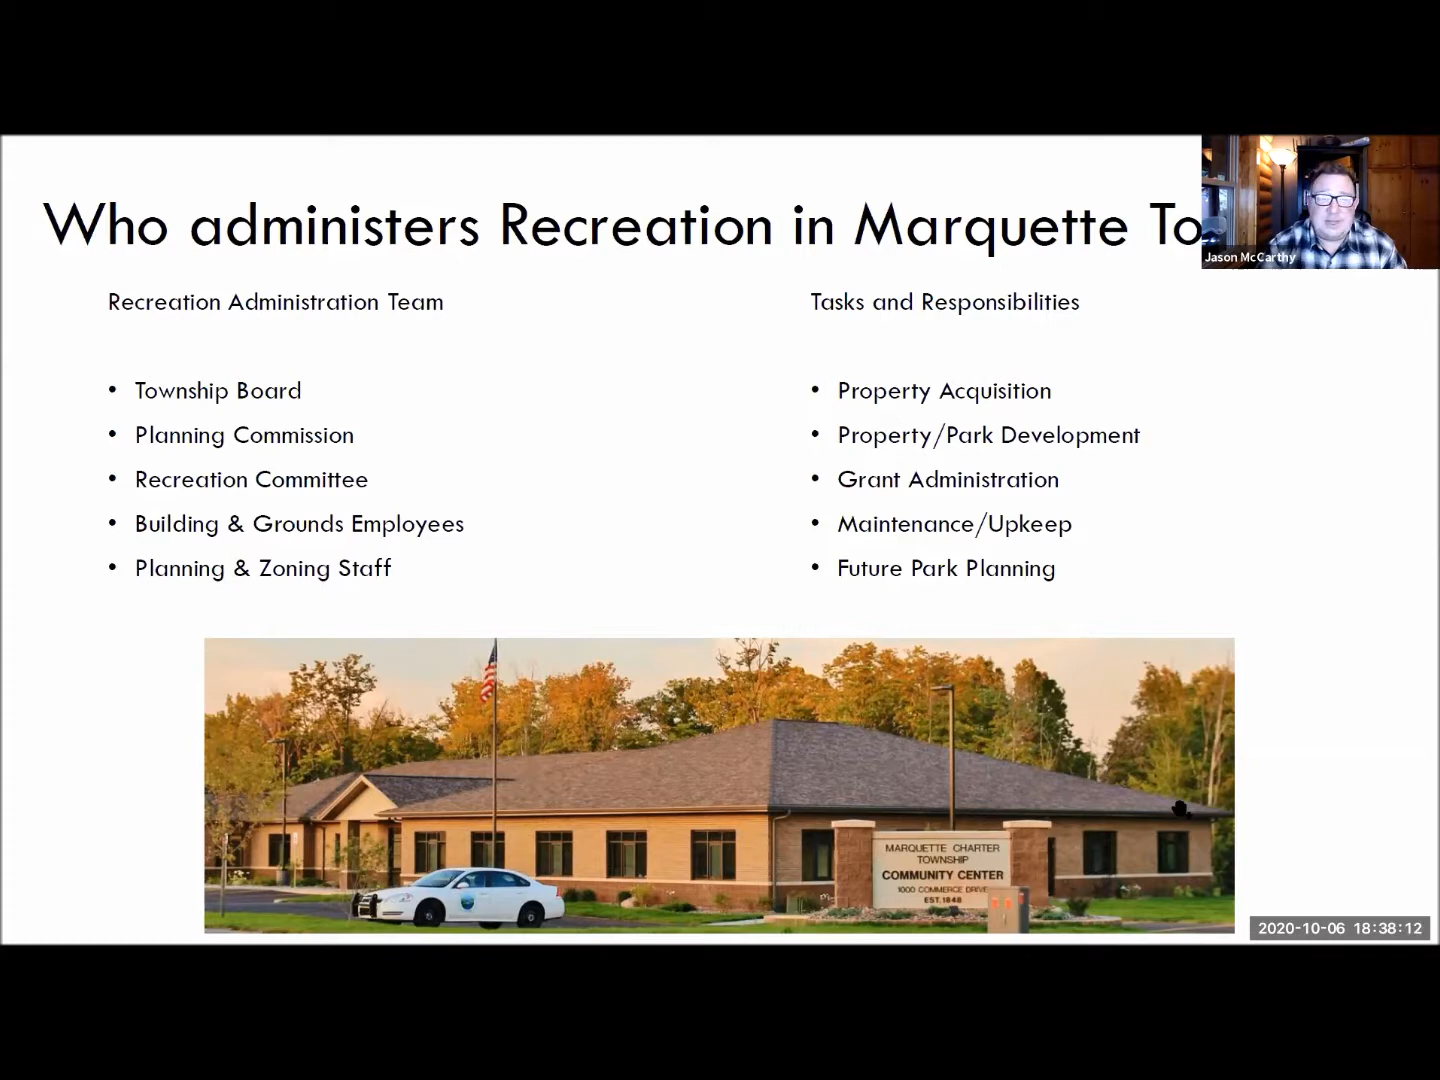 Who administers Recreation in Marquette To
Jason McCarthy
Recreation Administration Team
• Township Board
• Planning Commission
• Recreation Committee
• Building & Grounds Employees
• Planning & Zoning Staff
Tasks and Responsibilities
• Property Acquisition
• Property/Park Development
• Grant Administration
• Maintenance/Upkeep
• Future Park Planning
MARQUETTE CHARTER
TOWNSHIP
COMMUNITY CENTER
1000 COMMERCE DRIVE
EST. 1848
2020-10-06 18:38:12